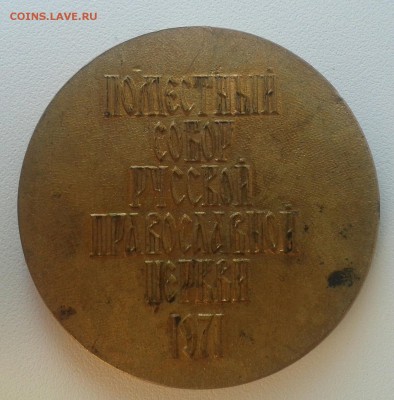 COINS.LAVE.RU
ПОМЕСТНЫЙ
СОБОР
РУССКОЙ
ПРАВОСЛАВНОЙ
ЦЕРКВИ
1971